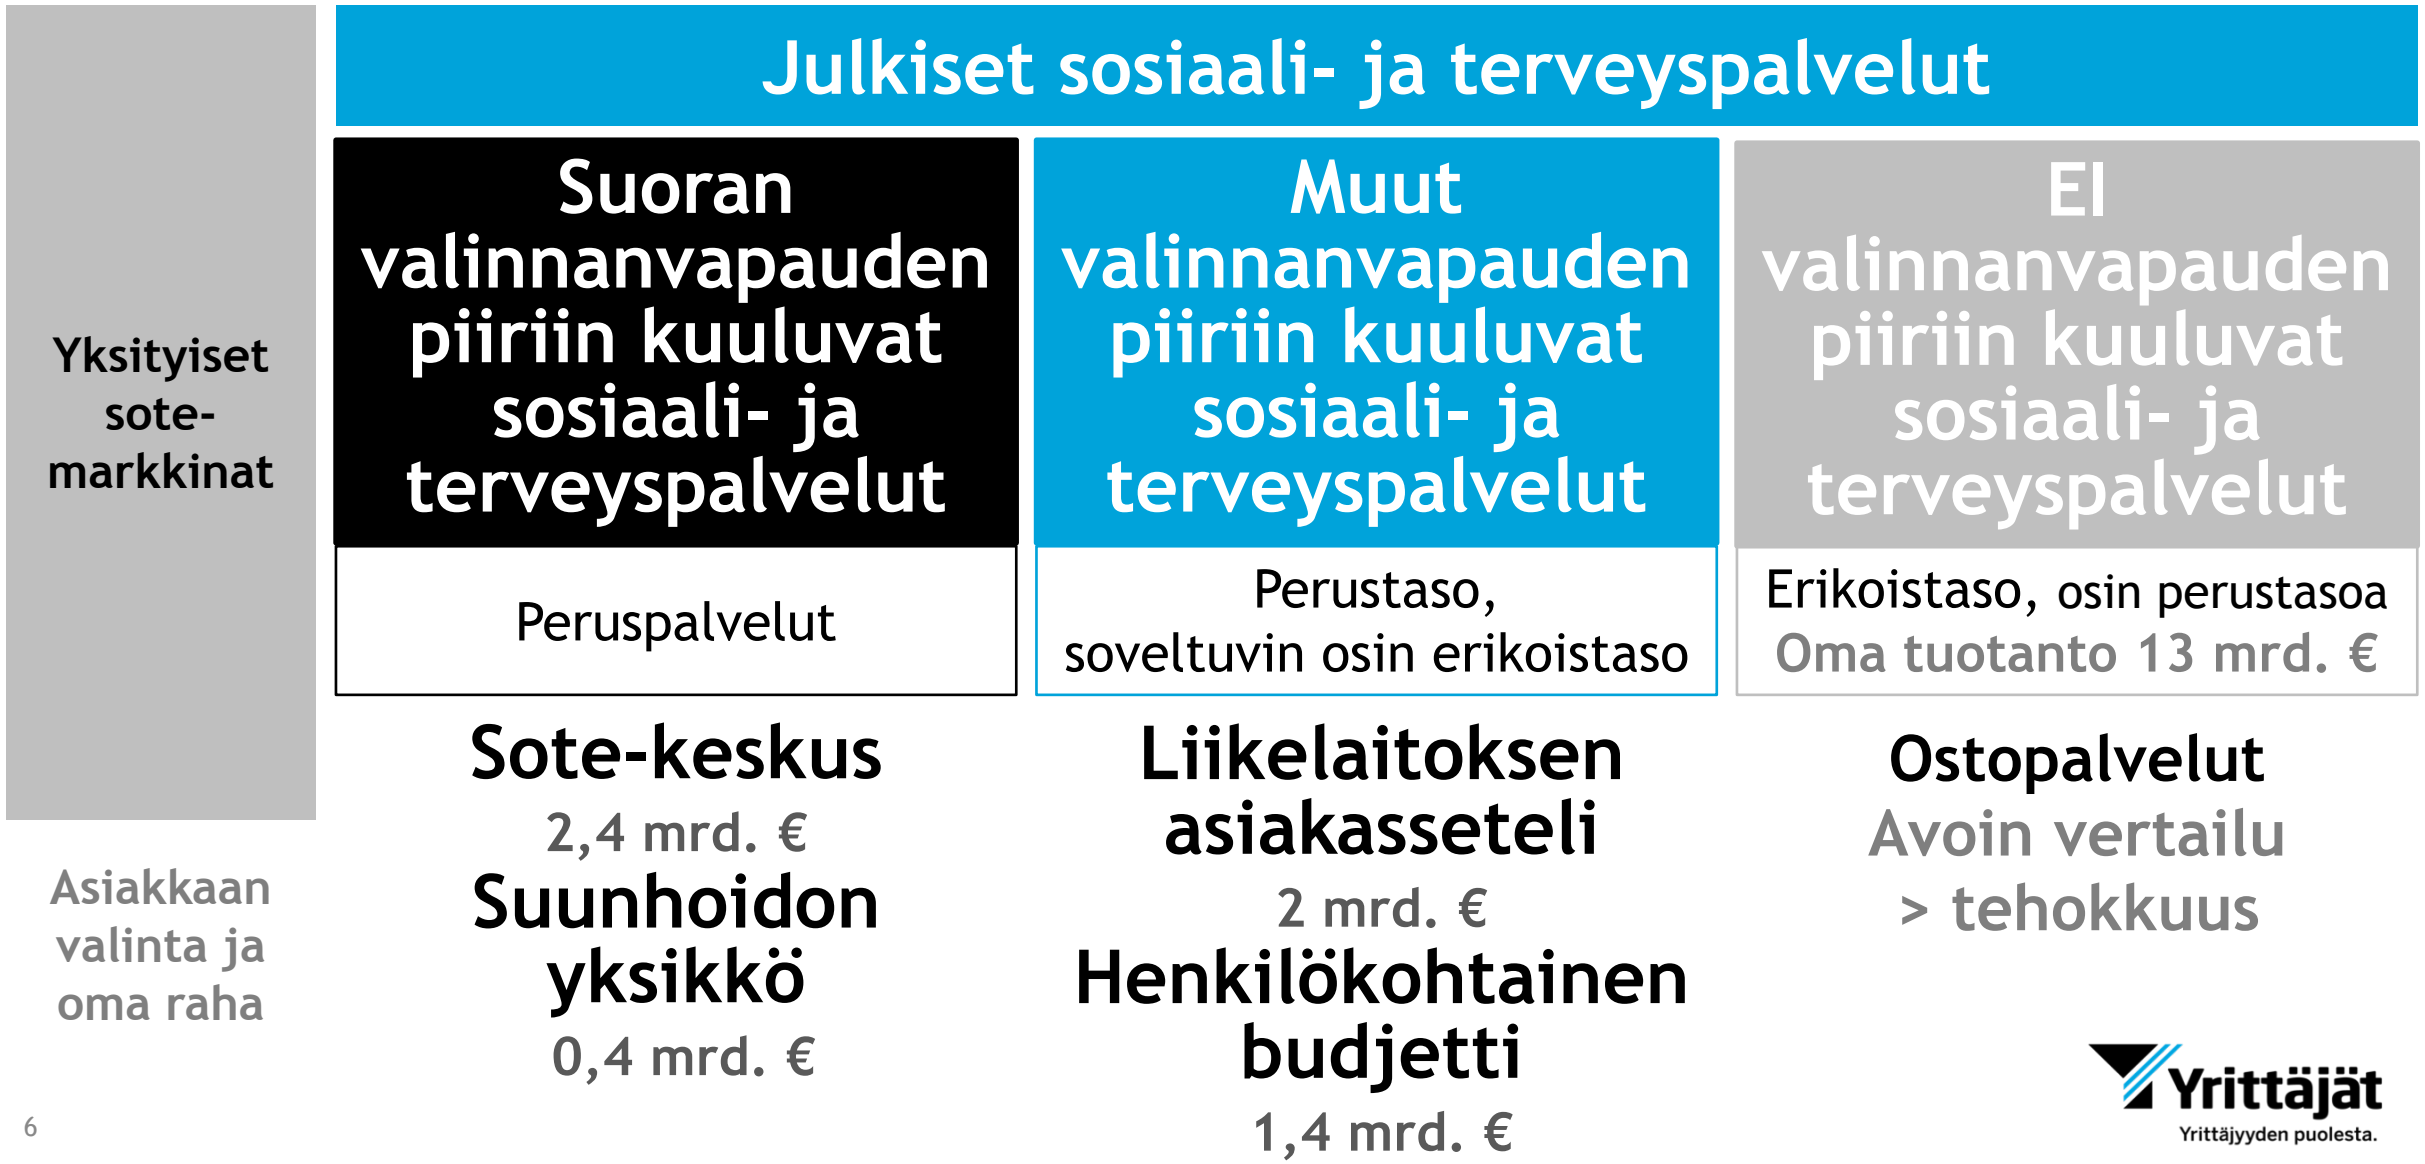 Julkiset sosiaali- ja terveyspalvelut
Yksityiset
sote-
markkinat
Asiakkaan
valinta ja
oma raha
Suoran
valinnanvapauden
piiriin kuuluvat
sosiaali- ja
terveyspalvelut
Peruspalvelut
Sote-keskus
2,4 mrd. €
Suunhoidon
yksikkö
0,4 mrd. €
Muut
valinnanvapauden
piiriin kuuluvat
sosiaali- ja
terveyspalvelut
Perustaso,
soveltuvin osin erikoistaso
Liikelaitoksen
asiakasseteli
2 mrd. €
Henkilökohtainen
budjetti
1,4 mrd. €
EI
valinnanvapauden
piiriin kuuluvat
sosiaali- ja
terveyspalvelut
Erikoistaso, osin perustasoa
Oma tuotanto 13 mrd. €
Ostopalvelut
Avoin vertailu
> tehokkuus
Yrittäjät
Yrittäjyyden puolesta.
6